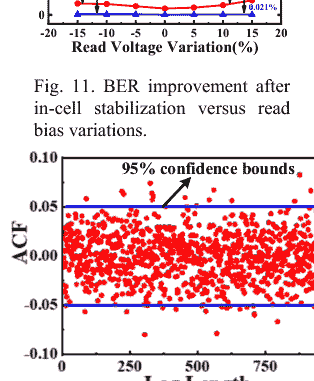 0
0.021%
-20 -15 -10 -5 0 5 10 15 20
Read Voltage Variation(%)
Fig. 11. BER improvement after
in-cell stabilization versus read
bias variations.
0.10
95% confidence bounds
0.05
ACF
0.00
-0.05
-0.10
0 250 500 750